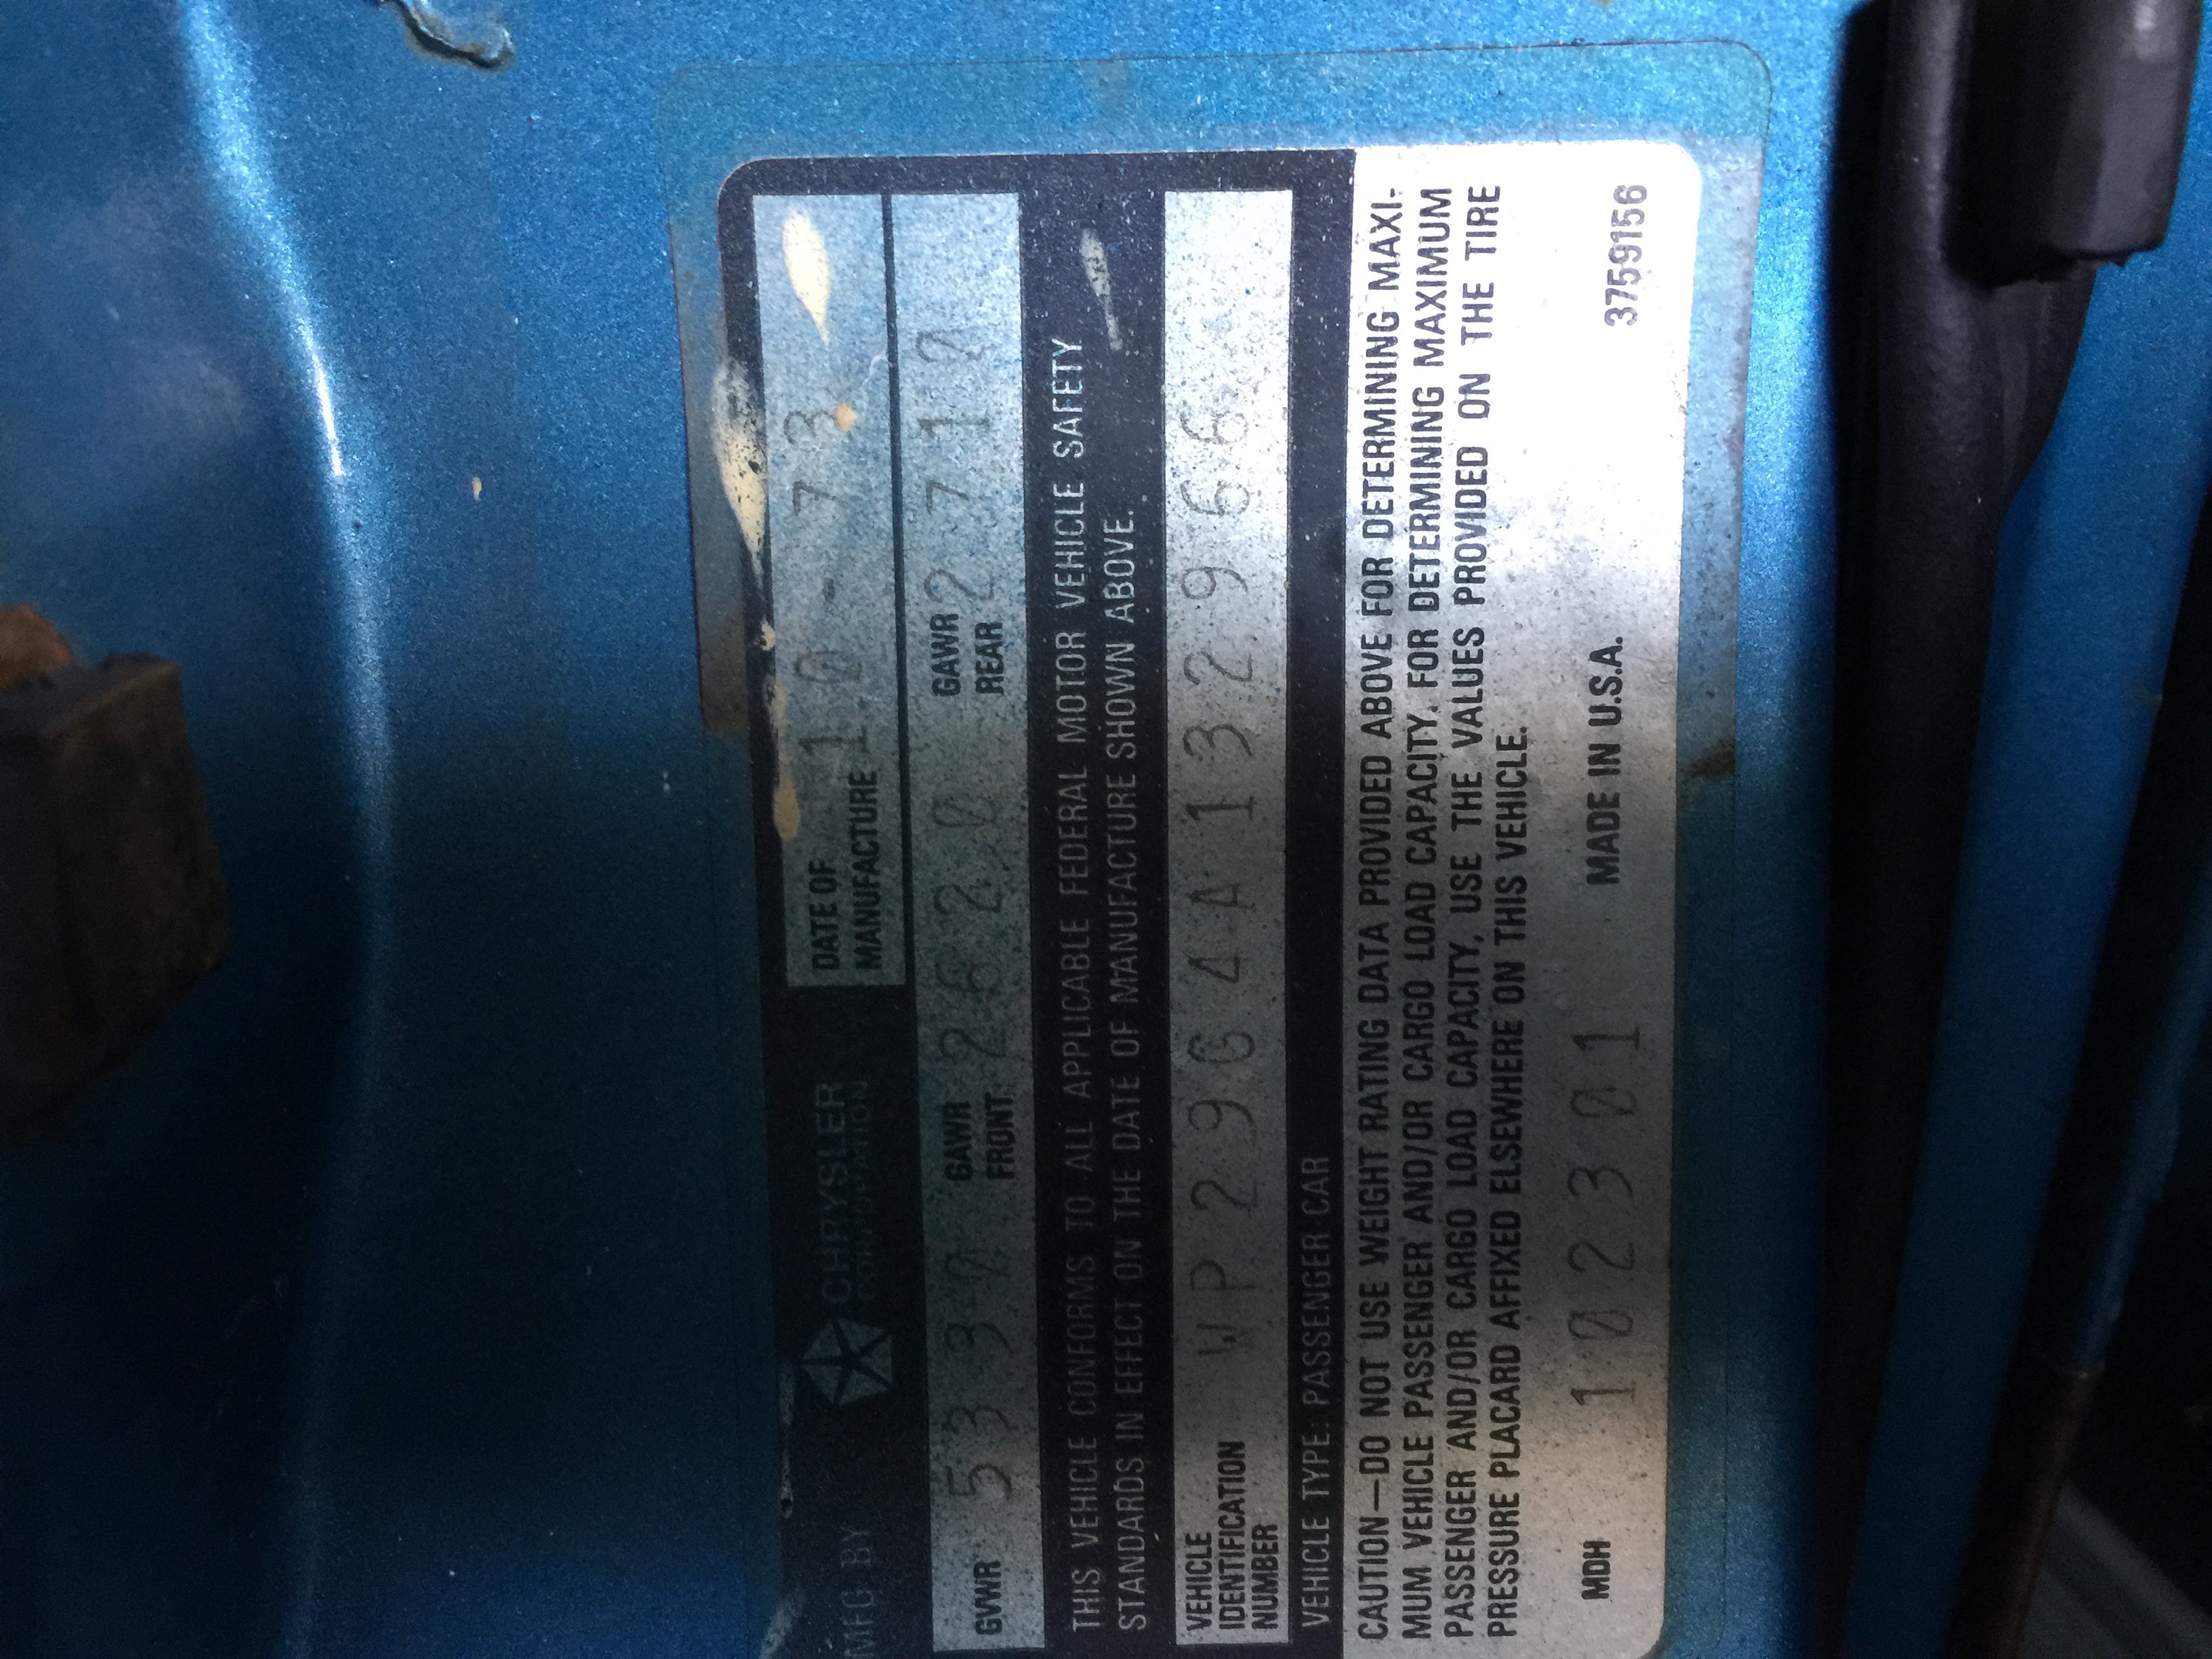 MFG BY CHRYSLER CORPORATION
DATE OF MANUFACTURE 10-73
GVWR 5330 GAWR FRONT 2620 GAWR REAR 2710
THIS VEHICLE CONFORMS TO ALL APPLICABLE FEDERAL MOTOR VEHICLE SAFETY
STANDARDS IN EFFECT ON THE DATE OF MANUFACTURE SHOWN ABOVE.
VEHICLE IDENTIFICATION NUMBER WP29G4A132966
VEHICLE TYPE: PASSENGER CAR
CAUTION—DO NOT USE WEIGHT RATING DATA PROVIDED ABOVE FOR DETERMINING MAXI-
MUM VEHICLE PASSENGER AND/OR CARGO LOAD CAPACITY. FOR DETERMINING MAXIMUM
PASSENGER AND/OR CARGO LOAD CAPACITY, USE THE VALUES PROVIDED ON THE TIRE
PRESSURE PLACARD AFFIXED ELSEWHERE ON THIS VEHICLE.
MDH 102301 MADE IN U.S.A. 3759156